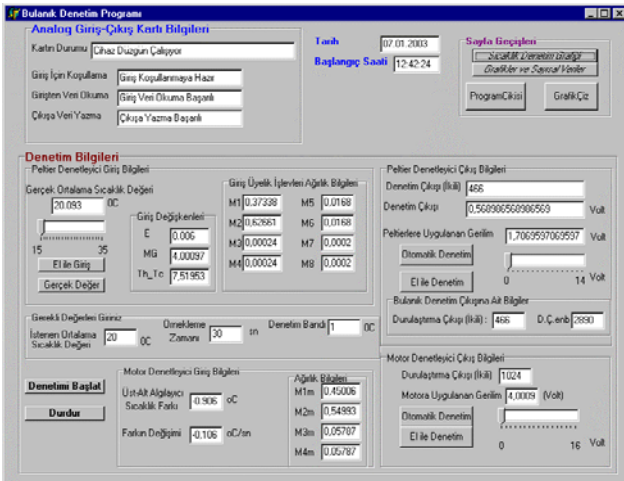 Bulanık Denetim Programı
Analog Giriş-Çıkış Kartı Bilgileri
Kartın Durumu Cihaz Duzgun Çalışıyor
Giriş İçin Koşullama Giriş Koşullanmaya Hazır
Girişten Veri Okuma Giriş Veri Okuma Başarılı
Çıkışa Veri Yazma Çıkışa Yazma Başarılı
Tarih 07.01.2003
Başlangıç Saati 12:42:24
Sayfa Geçişleri
Sıcaklık Denetim Grafiği
Grafikler ve Sayısal Veriler
ProgramCikisi GrafikÇiz
Denetim Bilgileri
Peltier Denetleyici Giriş Bilgileri
Gerçek Ortalama Sıcaklık Değeri
20.093 0C
15 35
El ile Giriş
Gerçek Değer
Giriş Değişkenleri
E 0.006
MG 4,00097
Th_Tc 7,51953
Giriş Üyelik İşlevleri Ağırlık Bilgileri
M1 0.37338 M5 0.0168
M2 0,62661 M6 0,0168
M3 0,00024 M7 0,0002
M4 0,00024 M8 0,0002
Peltier Denetleyici Çıkış Bilgileri
Denetim Çıkışı (İkili) 466
Denetim Çıkışı 0,568986568986569 Volt
Peltierlere Uygulanan Gerilim 1,7069597069597 Volt
Otomatik Denetim
El ile Denetim
0 14 Volt
Bulanık Denetim Çıkışına Ait Bilgiler
Durulaştırma Çıkışı (İkili) : 466 D.Ç.enb 2890
Gerekli Değerleri Giriniz
İstenen Ortalama Sıcaklık Değeri 20 0C
Örnekleme Zamanı 30 sn
Denetim Bandı 1 0C
Denetimi Başlat
Durdur
Motor Denetleyici Giriş Bilgileri
Üst-Alt Algılayıcı Sıcaklık Farkı -0.906 oC
Farkın Değişimi -0,106 oC/sn
Ağırlık Bilgileri
M1m 0.45006
M2m 0.54993
M3m 0,05787
M4m 0.05787
Motor Denetleyici Çıkış Bilgileri
Durulaştırma Çıkışı (İkili) 1024
Motora Uygulanan Gerilim 4,0009 (Volt)
Otomatik Denetim
El ile Denetim
0 16 Volt